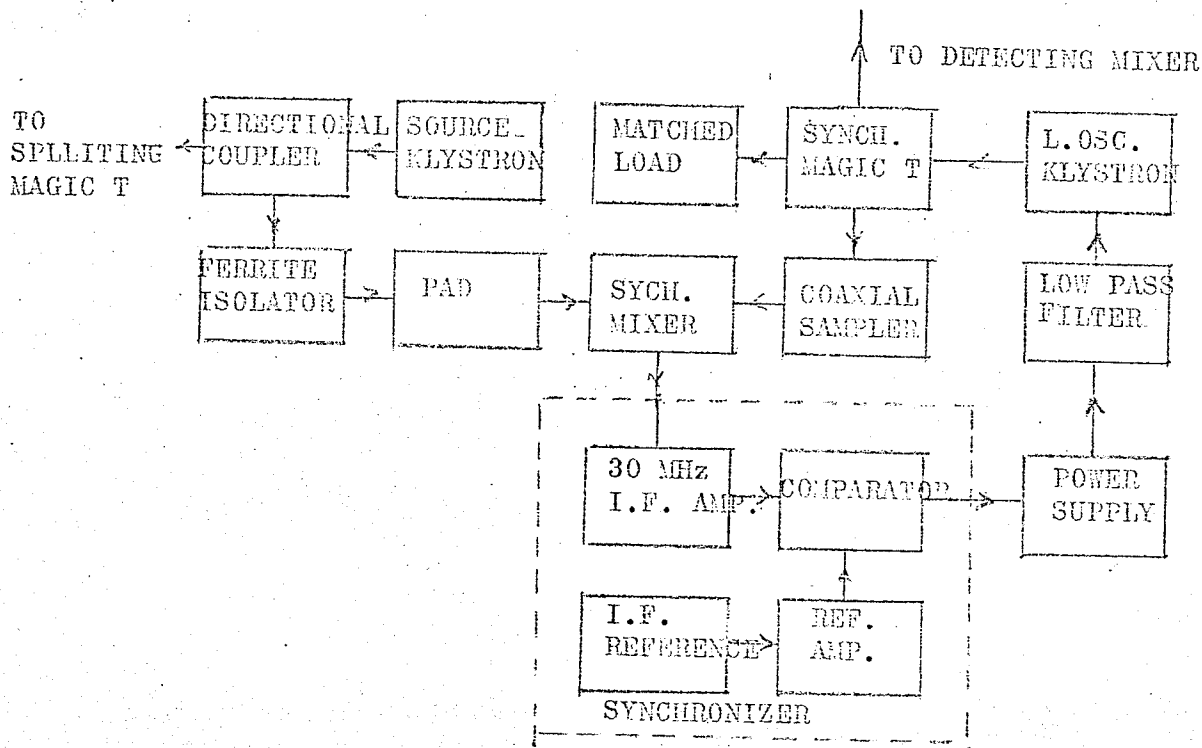 TO DETECTING MIXER
TO
SPLLITING
MAGIC T
DIRECTIONAL
COUPLER
SOURCE-
KLYSTRON
MATCHED
LOAD
SYNCH.
MAGIC T
L.OSC.
KLYSTRON
FERRITE
ISOLATOR
PAD
SYCH.
MIXER
COAXIAL
SAMPLER
LOW PASS
FILTER
30 MHz
I.F. AMP.
COMPARATOR
POWER
SUPPLY
I.F.
REFERENCE
REF.
AMP.
SYNCHRONIZER